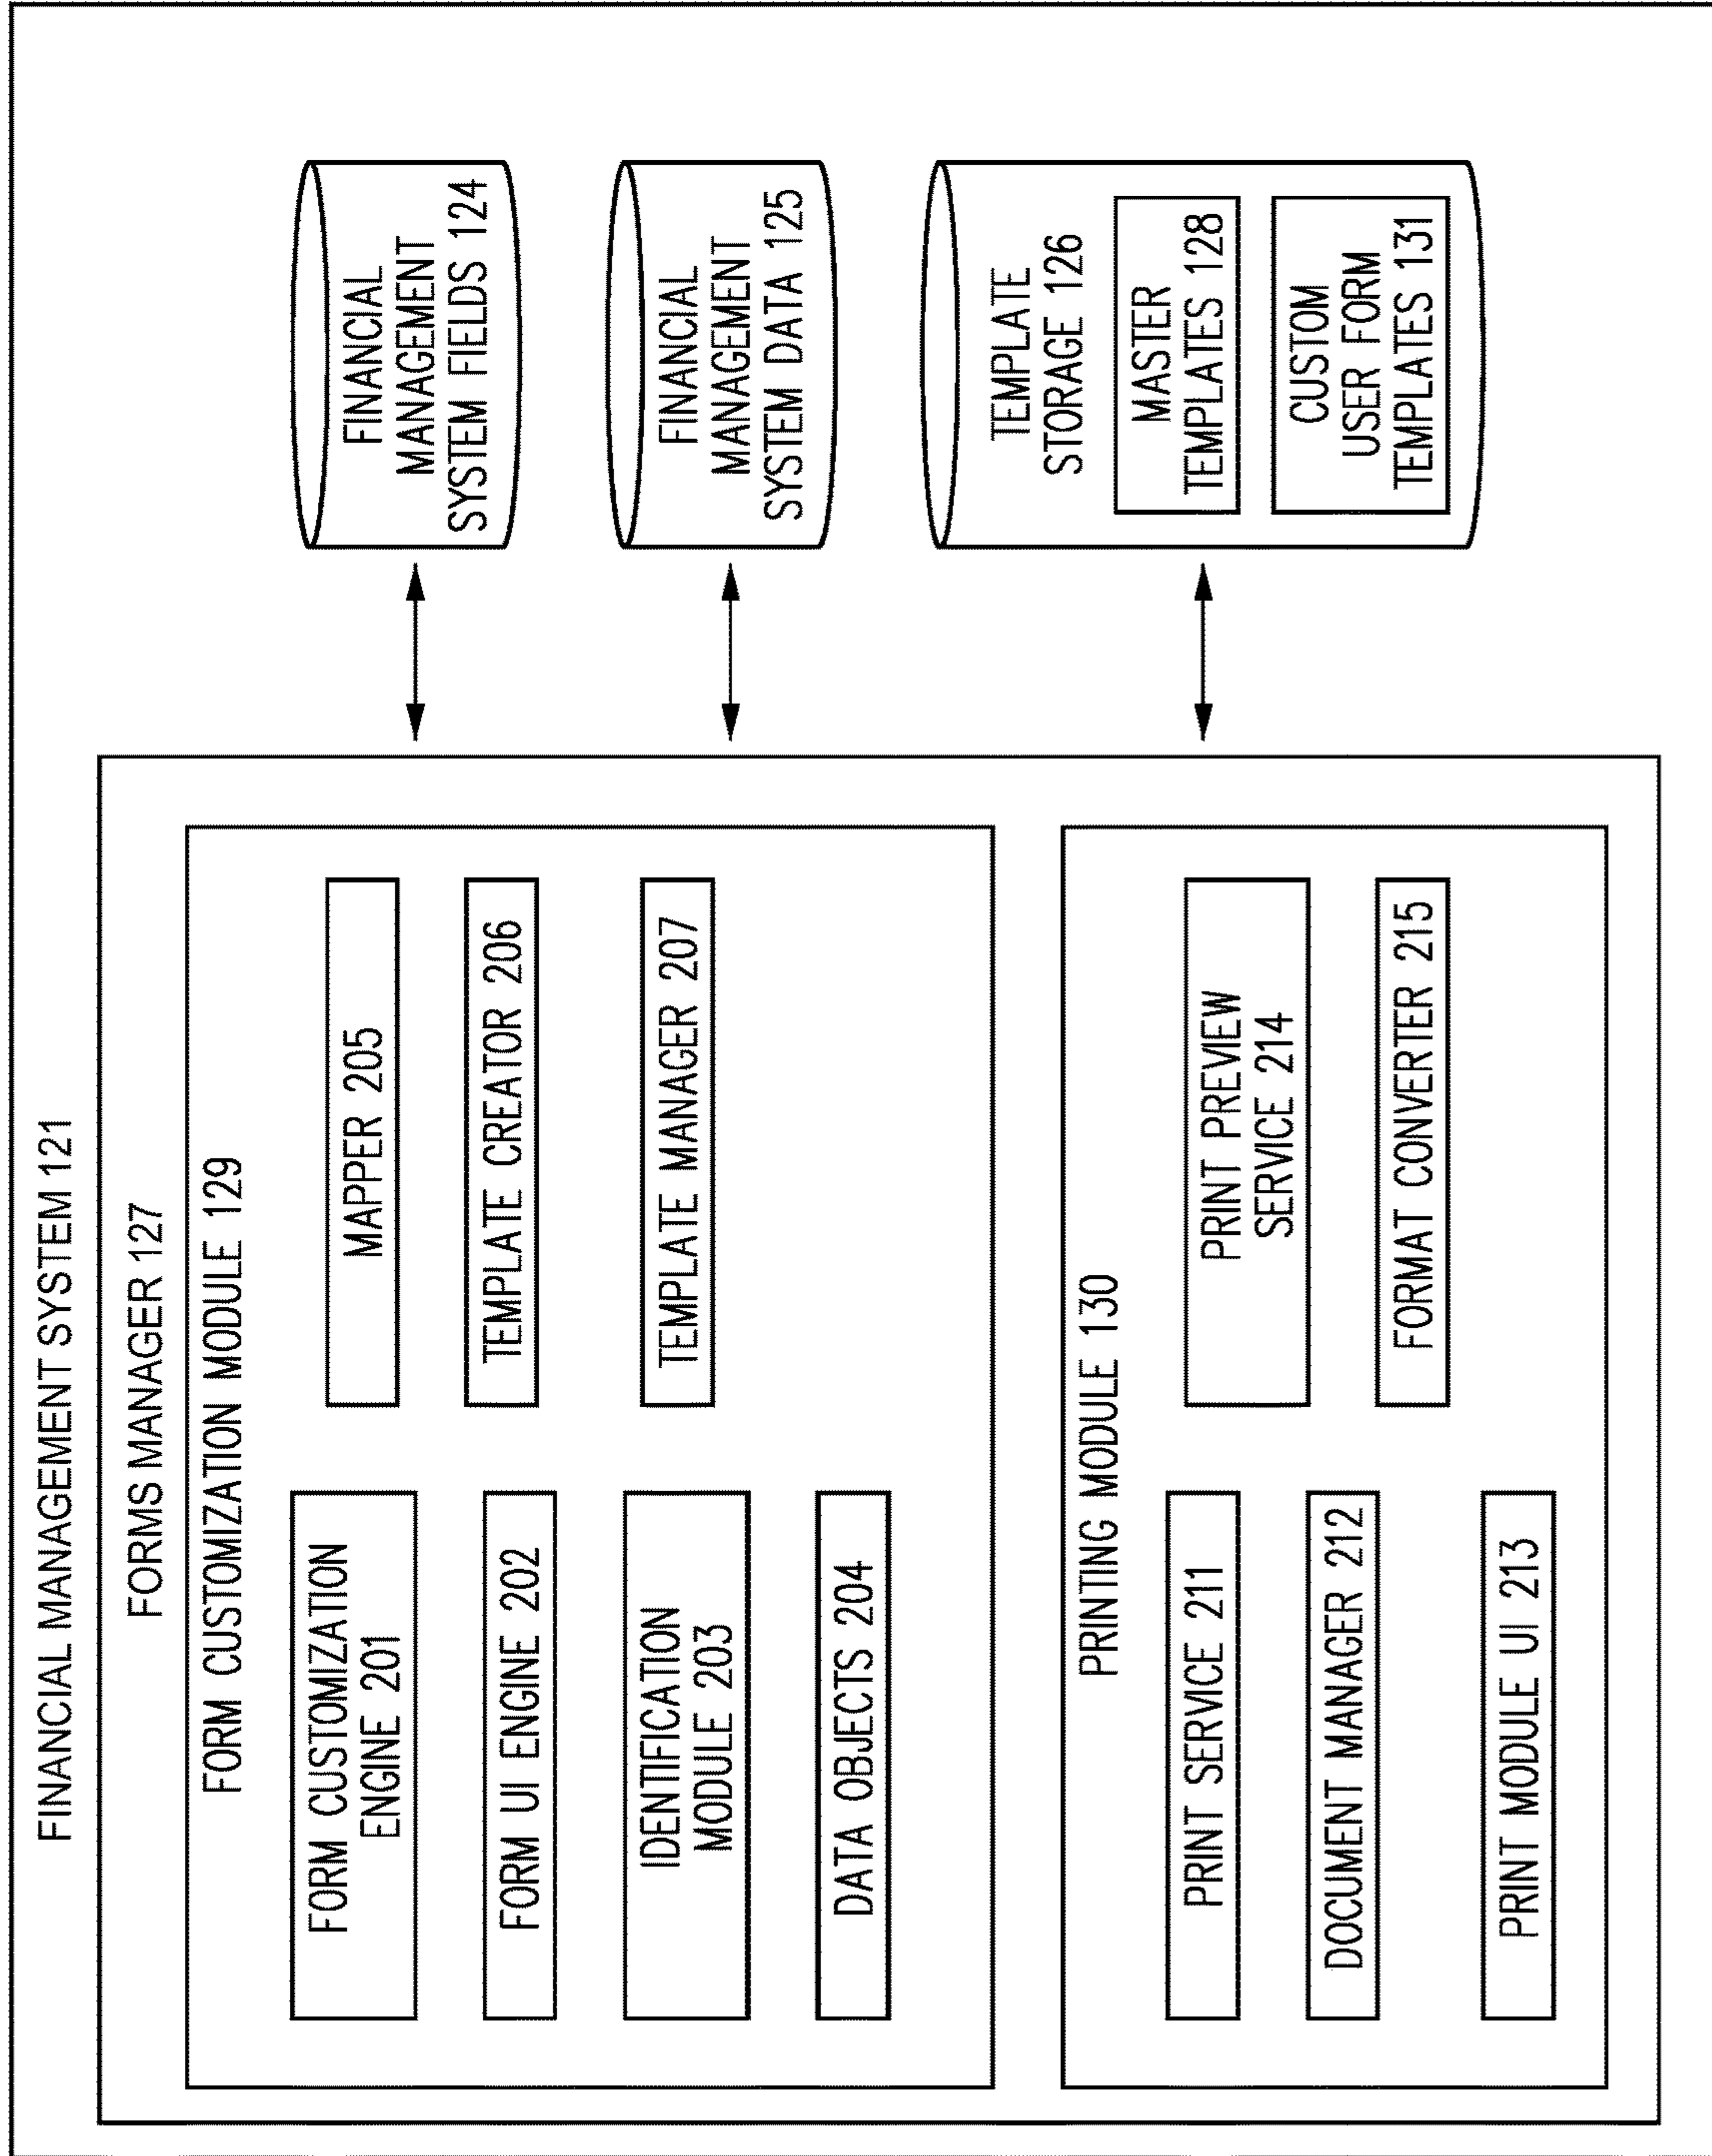 FINANCIAL MANAGEMENT SYSTEM 121
FORMS MANAGER 127
FORM CUSTOMIZATION MODULE 129
FORM CUSTOMIZATION
ENGINE 201
FORM UI ENGINE 202
IDENTIFICATION
MODULE 203
DATA OBJECTS 204
MAPPER 205
TEMPLATE CREATOR 206
TEMPLATE MANAGER 207
PRINTING MODULE 130
PRINT SERVICE 211
DOCUMENT MANAGER 212
PRINT MODULE UI 213
PRINT PREVIEW
SERVICE 214
FORMAT CONVERTER 215
FINANCIAL
MANAGEMENT
SYSTEM FIELDS 124
FINANCIAL
MANAGEMENT
SYSTEM DATA 125
TEMPLATE
STORAGE 126
MASTER
TEMPLATES 128
CUSTOM
USER FORM
TEMPLATES 131